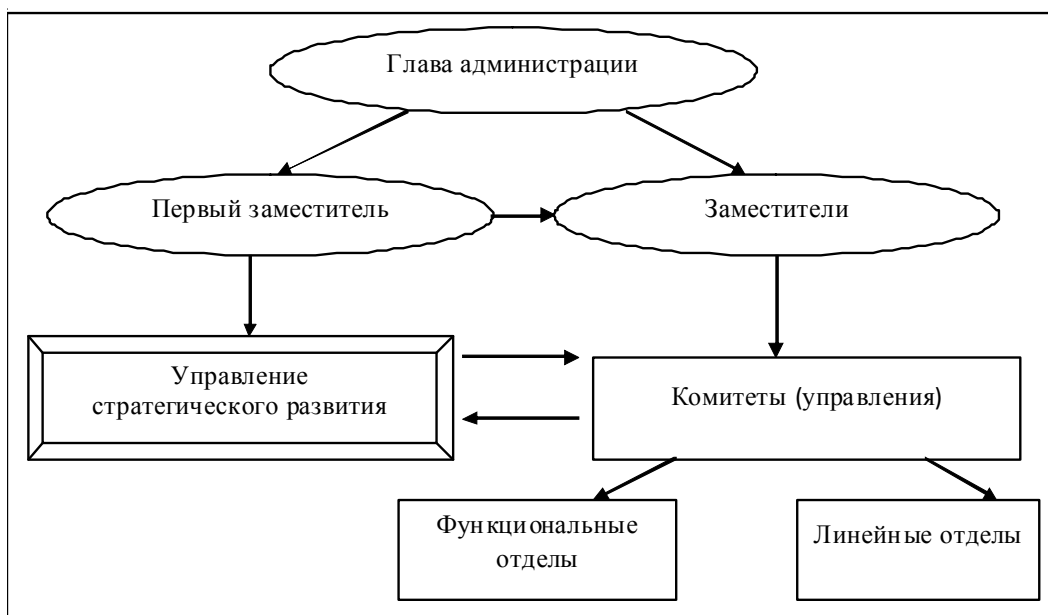 Глава администрации
Первый заместитель
Заместители
Управление
стратегического развития
Комитеты (управления)
Функциональные
отделы
Линейные отделы